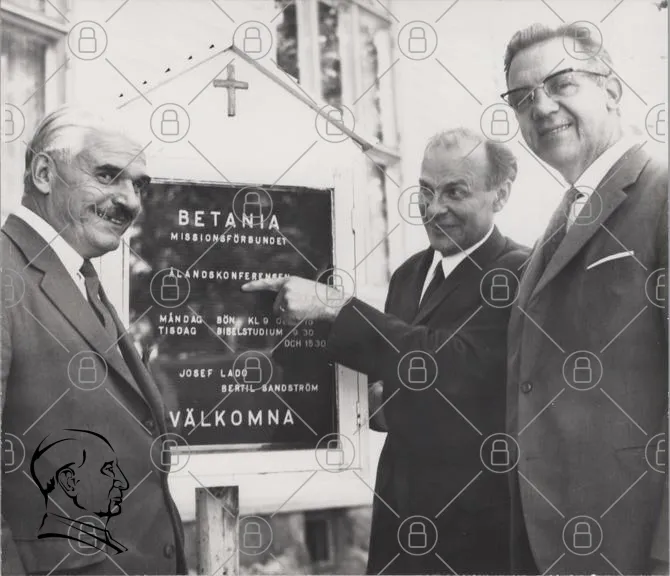 BETANIA
MISSIONSFÖRBUNDET
ÅLANDSKONFERENSEN
MÅNDAG BÖN KL 9
TISDAG BIBELSTUDIUM 9 30
OCH 15 30
JOSEF LADO
BERTIL SANDSTRÖM
VÄLKOMNA